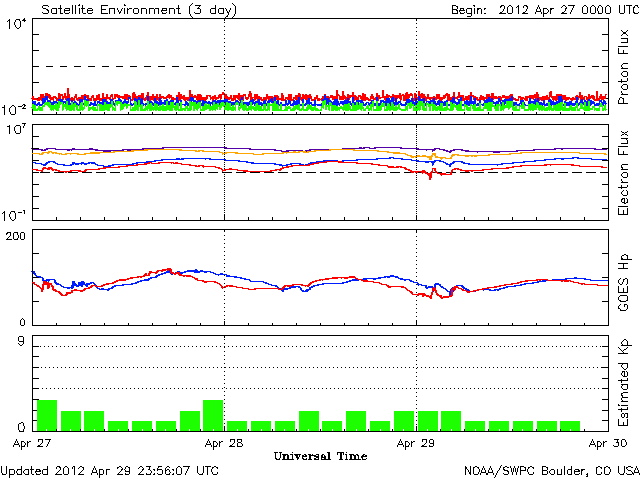 Satellite Environment (3 day) Begin: 2012 Apr 27 0000 UTC
10⁴
10⁻²
Proton Flux
10⁷
10⁻¹
Electron Flux
200
0
GOES Hp
9
0
Estimated Kp
Apr 27 Apr 28 Apr 29 Apr 30
Universal Time
Updated 2012 Apr 29 23:56:07 UTC NOAA/SWPC Boulder, CO USA